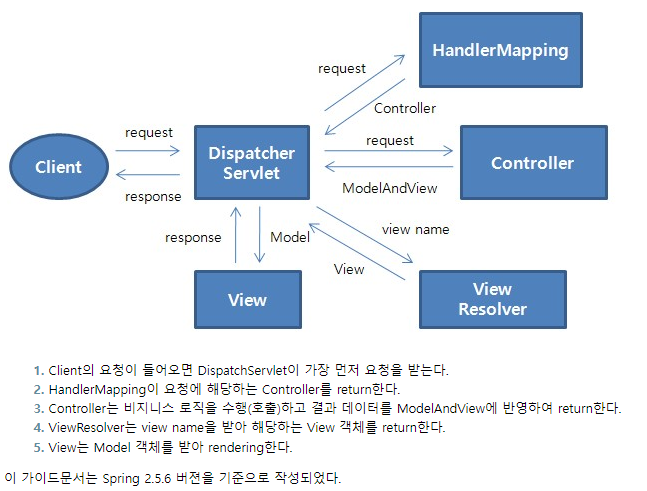 HandlerMapping
request
Controller
request
Dispatcher
Servlet
request
Controller
Client
response
ModelAndView
response
Model
view name
View
View
View
Resolver
1. Client의 요청이 들어오면 DispatchServlet이 가장 먼저 요청을 받는다.
2. HandlerMapping이 요청에 해당하는 Controller를 return한다.
3. Controller는 비지니스 로직을 수행(호출)하고 결과 데이터를 ModelAndView에 반영하여 return한다.
4. ViewResolver는 view name을 받아 해당하는 View 객체를 return한다.
5. View는 Model 객체를 받아 rendering한다.
이 가이드문서는 Spring 2.5.6 버젼을 기준으로 작성되었다.